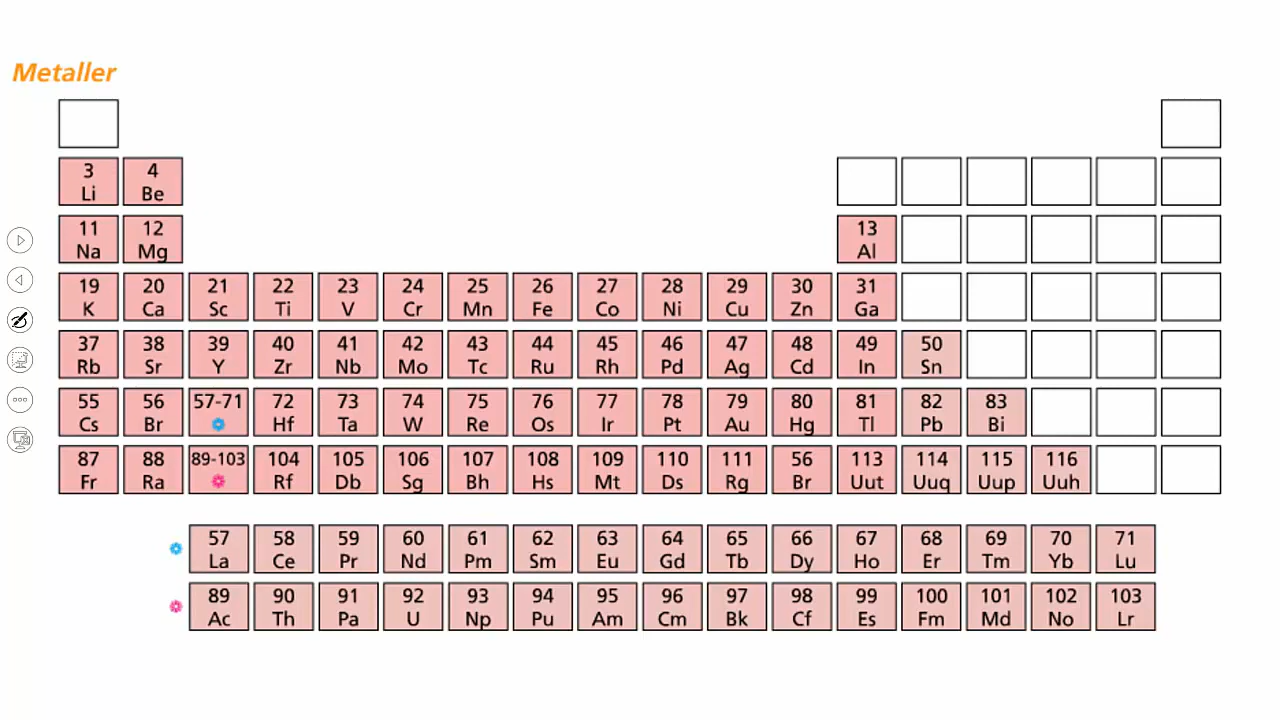 Metaller
3 4
Li Be
11 12 13
Na Mg Al
19 20 21 22 23 24 25 26 27 28 29 30 31
K Ca Sc Ti V Cr Mn Fe Co Ni Cu Zn Ga
37 38 39 40 41 42 43 44 45 46 47 48 49 50
Rb Sr Y Zr Nb Mo Tc Ru Rh Pd Ag Cd In Sn
55 56 57-71 72 73 74 75 76 77 78 79 80 81 82 83
Cs Br Hf Ta W Re Os Ir Pt Au Hg Tl Pb Bi
87 88 89-103 104 105 106 107 108 109 110 111 56 113 114 115 116
Fr Ra Rf Db Sg Bh Hs Mt Ds Rg Br Uut Uuq Uup Uuh
57 58 59 60 61 62 63 64 65 66 67 68 69 70 71
La Ce Pr Nd Pm Sm Eu Gd Tb Dy Ho Er Tm Yb Lu
89 90 91 92 93 94 95 96 97 98 99 100 101 102 103
Ac Th Pa U Np Pu Am Cm Bk Cf Es Fm Md No Lr